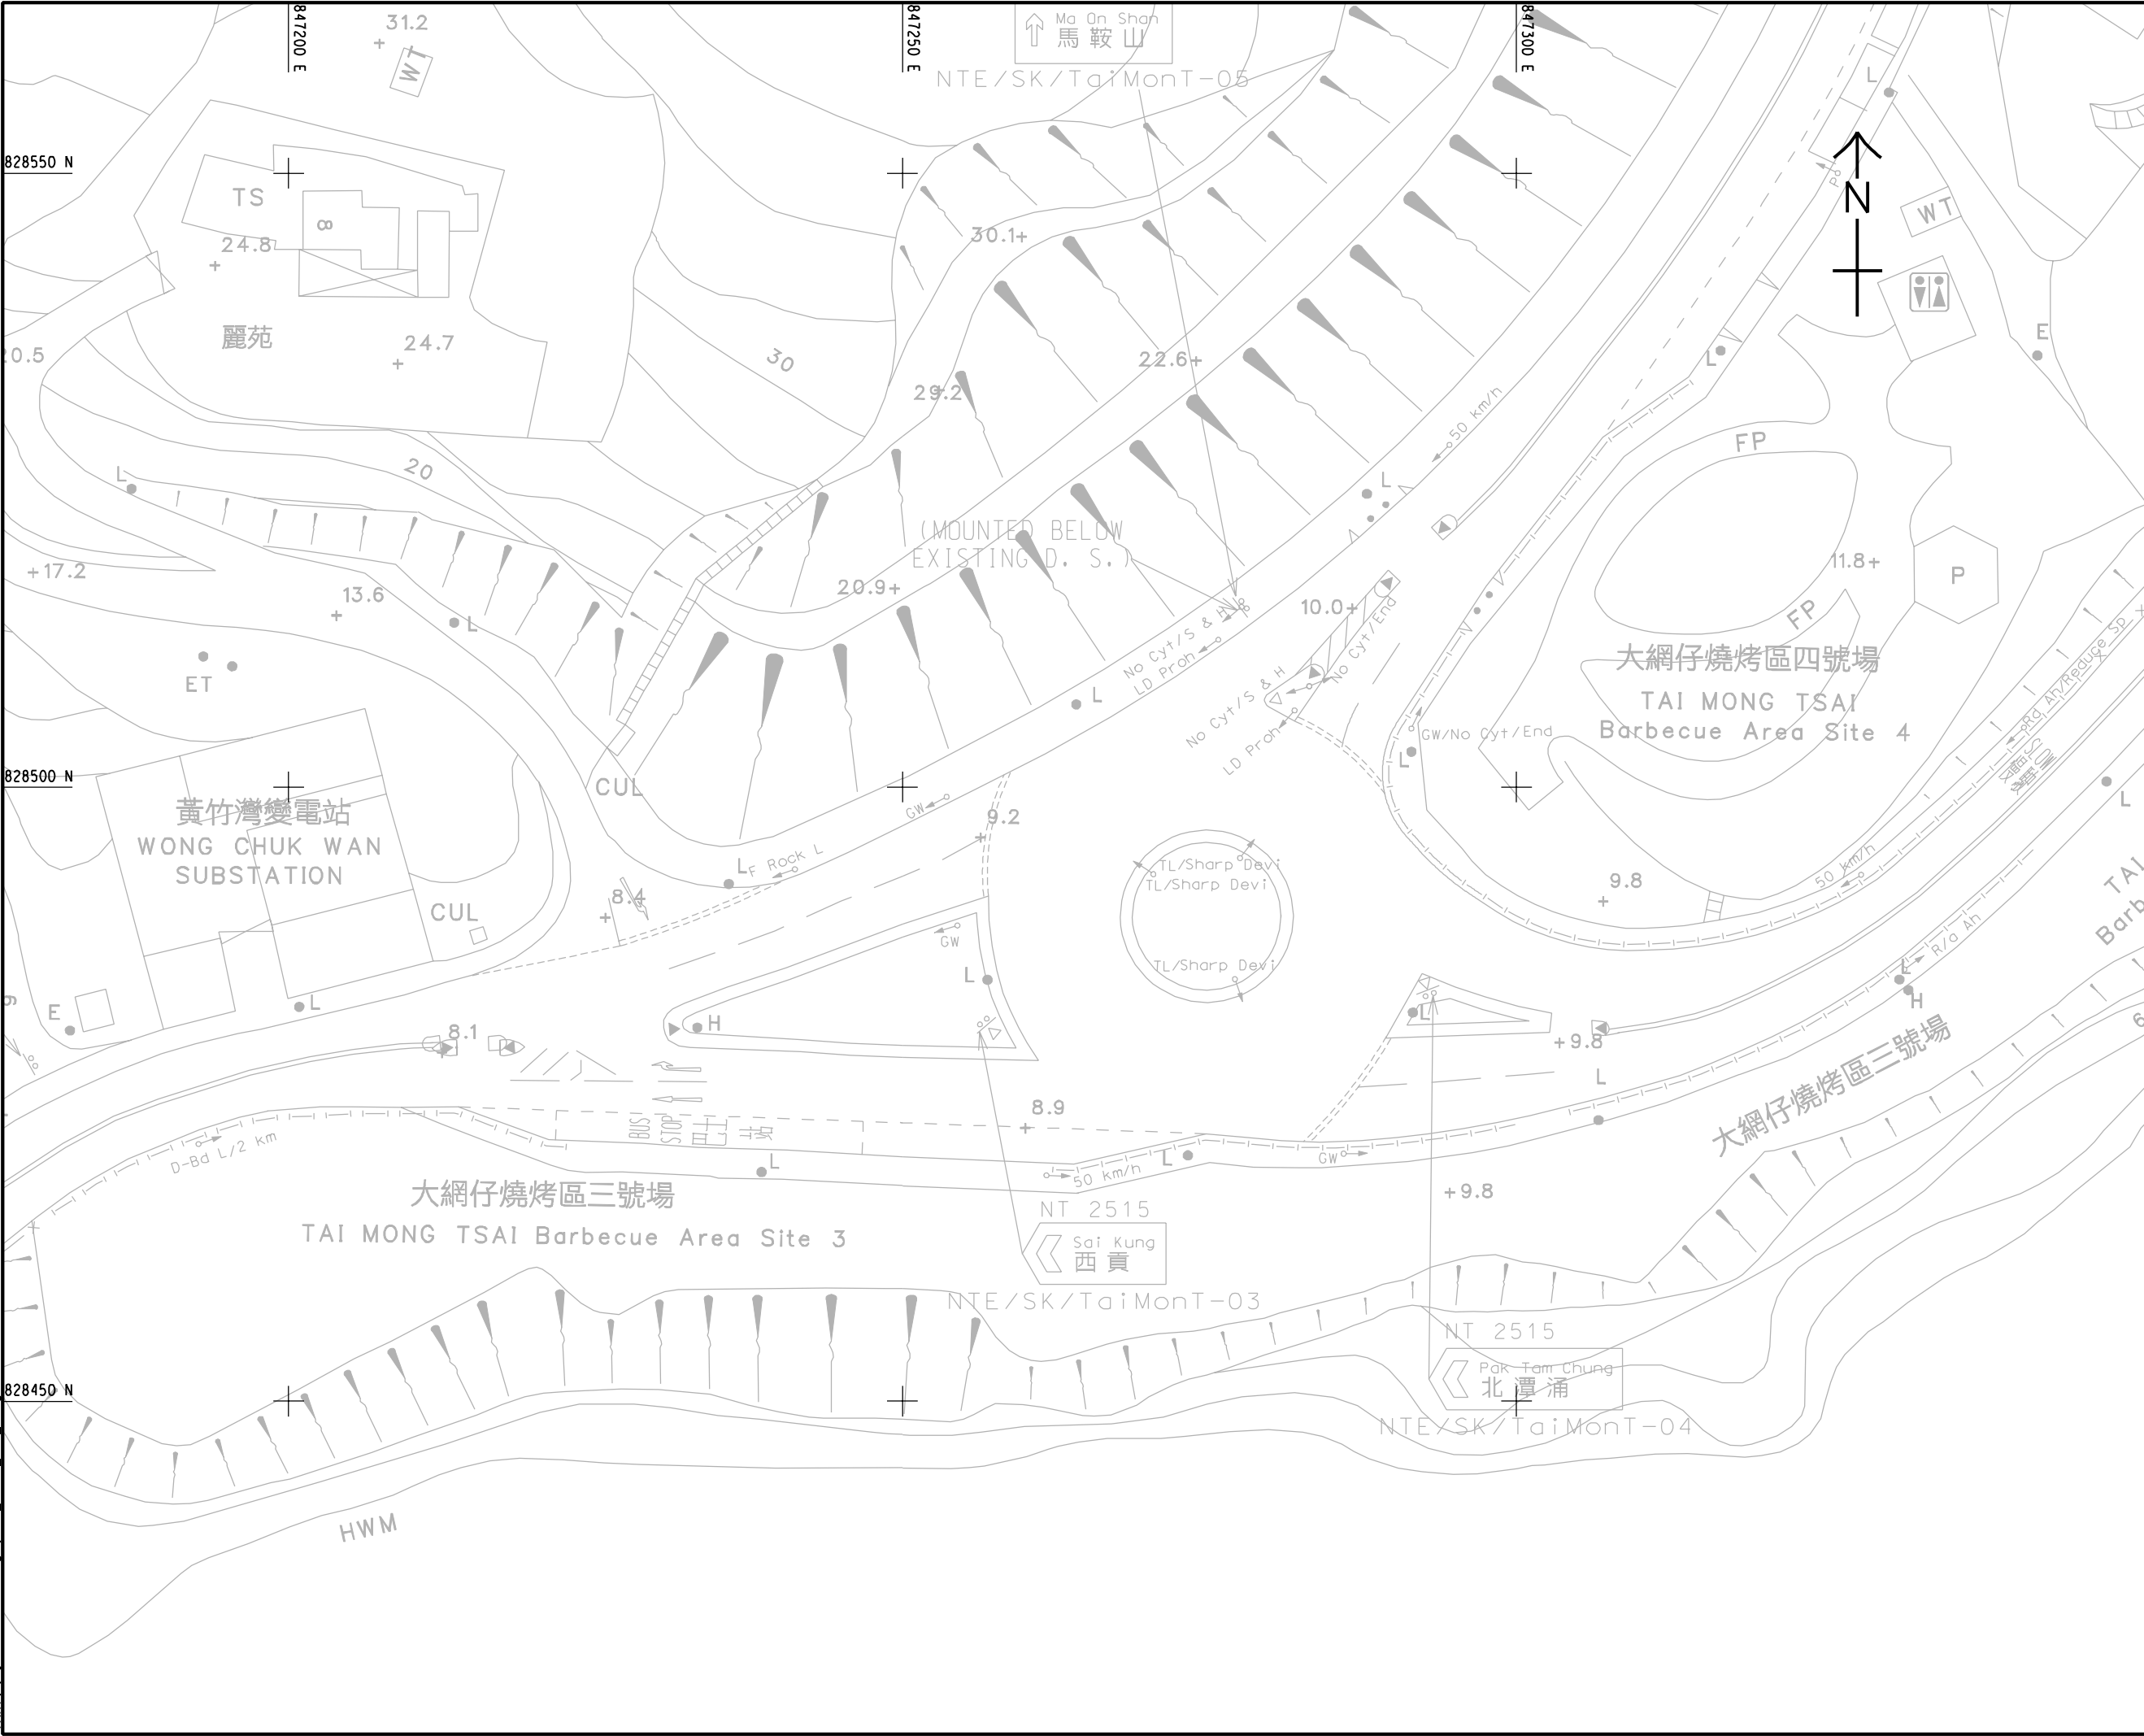 847200 E
847250 E
847300 E
31.2
WT
Ma On Shan
馬鞍山
NTE/SK/TaiMonT-05
L
828550 N
P
N
TS
8
WT
24.8
30.1+
麗苑
24.7
20.5
30
22.6+
29.2
E
L
50 km/h
FP
20
L
L
(MOUNTED BELOW
EXISTING D. S.)
+17.2
13.6
20.9+
10.0+
11.8+
P
FP
L
No Cyt/S & H
LD Proh
No Cyt/End
大網仔燒烤區四號場
TAI MONG TSAI
Barbecue Area Site 4
Rd Ah/Reduce Sp
ET
L
No Cyt/S & H
LD Proh
GW/No Cyt/End
L
828500 N
CUL
黃竹灣變電站
WONG CHUK WAN
SUBSTATION
GW
9.2
L
F Rock L
L
TL/Sharp Devi
TL/Sharp Devi
50 km/h
9.8
TAI
Barb
8.4
CUL
GW
R/a Ah
TL/Sharp Devi
L
L
H
E
L
H
L
8.1
+9.8
大網仔燒烤區三號場
L
8.9
BUS
STOP
巴士站
D-Bd L/2 km
L
L
GW
50 km/h
大網仔燒烤區三號場
TAI MONG TSAI Barbecue Area Site 3
+9.8
NT 2515
Sai Kung
西貢
NTE/SK/TaiMonT-03
NT 2515
Pak Tam Chung
北潭涌
NTE/SK/TaiMonT-04
828450 N
HWM